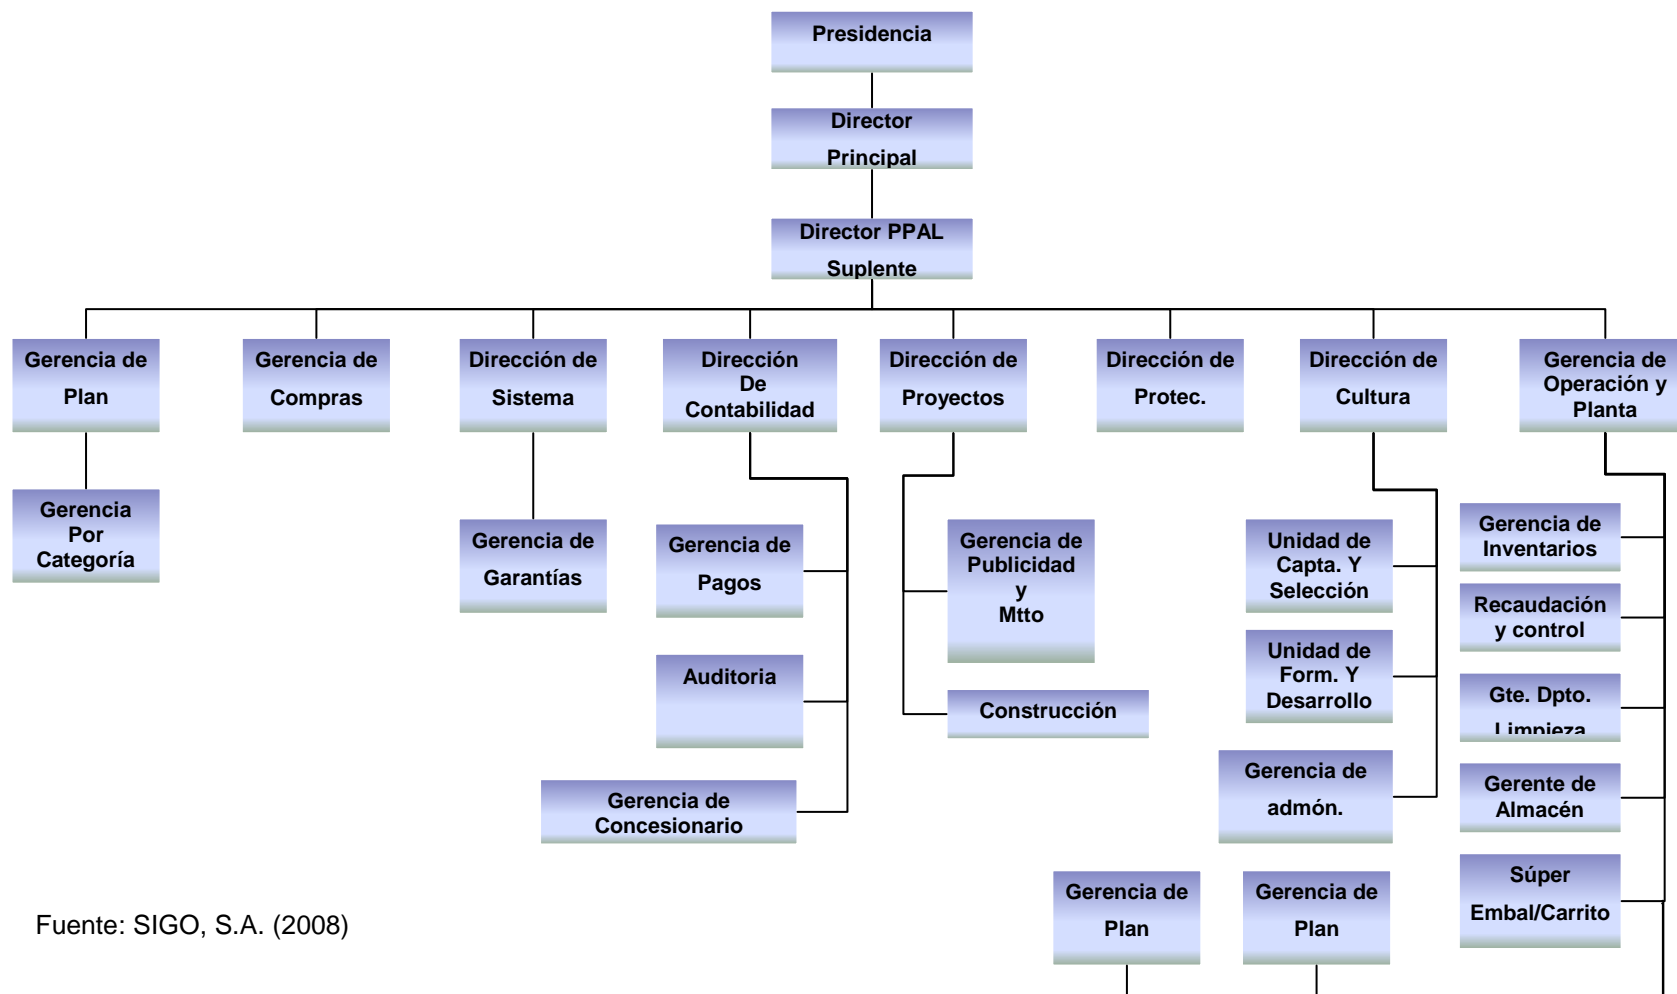 Presidencia
Director
Principal
Director PPAL
Suplente
Gerencia de
Plan
Gerencia de
Compras
Dirección de
Sistema
Dirección
De
Contabilidad
Dirección de
Proyectos
Dirección de
Protec.
Dirección de
Cultura
Gerencia de
Operación y
Planta
Gerencia
Por
Categoría
Gerencia de
Garantías
Gerencia de
Pagos
Auditoria
Gerencia de
Concesionario
Gerencia de
Publicidad
y
Mtto
Construcción
Unidad de
Capta. Y
Selección
Unidad de
Form. Y
Desarrollo
Gerencia de
admón.
Gerencia de
Inventarios
Recaudación
y control
Gte. Dpto.
Limpieza
Gerente de
Almacén
Súper
Embal/Carrito
Gerencia de
Plan
Gerencia de
Plan
Fuente: SIGO, S.A. (2008)